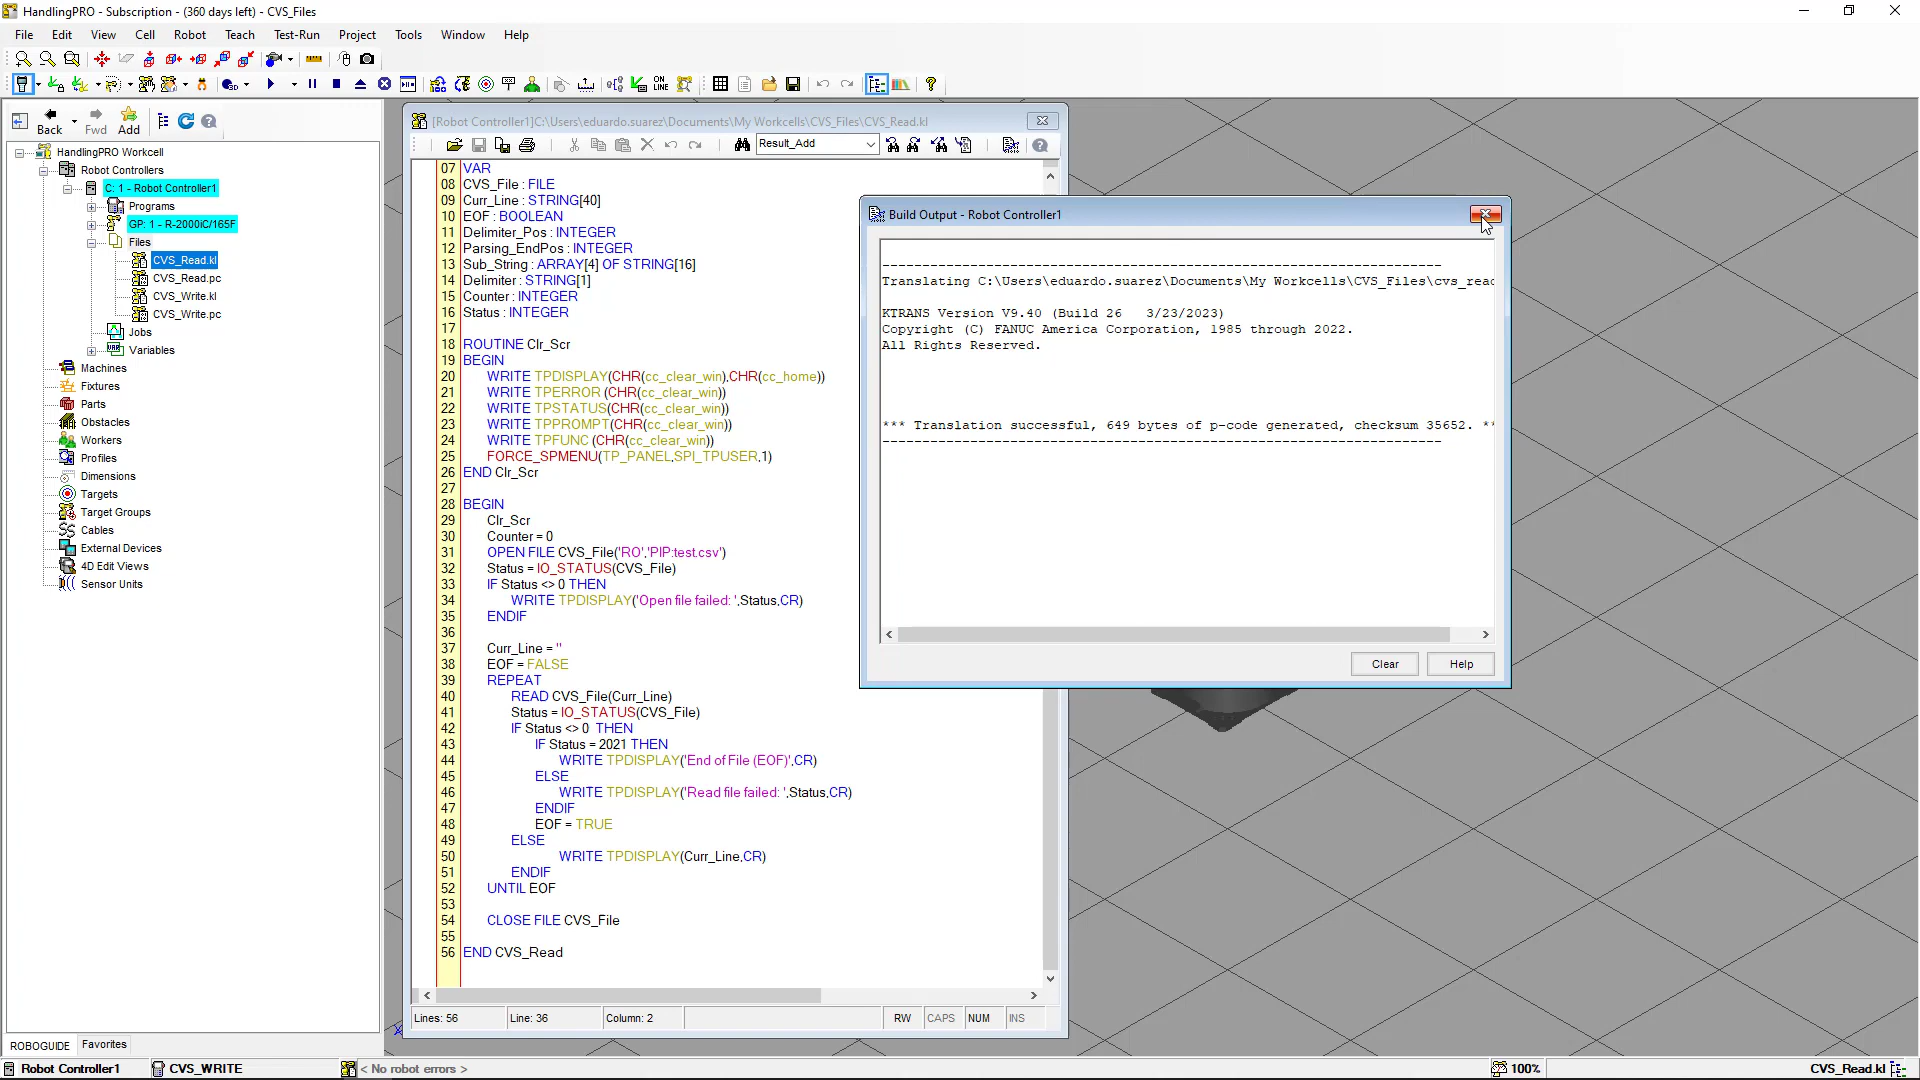 HandlingPRO - Subscription - (360 days left) - CVS_Files
File Edit View Cell Robot Teach Test-Run Project Tools Window Help
Back Fwd Add
HandlingPRO Workcell
Robot Controllers
C: 1 - Robot Controller1
Programs
GP: 1 - R-2000iC/165F
Files
CVS_Read.kl
CVS_Read.pc
CVS_Write.kl
CVS_Write.pc
Jobs
Variables
Machines
Fixtures
Parts
Obstacles
Workers
Profiles
Dimensions
Targets
Target Groups
Cables
External Devices
4D Edit Views
Sensor Units
ROBOGUIDE Favorites
[Robot Controller1]C:\Users\eduardo.suarez\Documents\My Workcells\CVS_Files\CVS_Read.kl
Result_Add
07 VAR
08 CVS_File : FILE
09 Curr_Line : STRING[40]
10 EOF : BOOLEAN
11 Delimiter_Pos : INTEGER
12 Parsing_EndPos : INTEGER
13 Sub_String : ARRAY[4] OF STRING[16]
14 Delimiter : STRING[1]
15 Counter : INTEGER
16 Status : INTEGER
17
18 ROUTINE Clr_Scr
19 BEGIN
20 WRITE TPDISPLAY(CHR(cc_clear_win),CHR(cc_home))
21 WRITE TPERROR (CHR(cc_clear_win))
22 WRITE TPSTATUS(CHR(cc_clear_win))
23 WRITE TPPROMPT(CHR(cc_clear_win))
24 WRITE TPFUNC (CHR(cc_clear_win))
25 FORCE_SPMENU(TP_PANEL,SPI_TPUSER,1)
26 END Clr_Scr
27
28 BEGIN
29 Clr_Scr
30 Counter = 0
31 OPEN FILE CVS_File('RO','PIP:test.csv')
32 Status = IO_STATUS(CVS_File)
33 IF Status <> 0 THEN
34 WRITE TPDISPLAY('Open file failed: ',Status,CR)
35 ENDIF
36
37 Curr_Line = ''
38 EOF = FALSE
39 REPEAT
40 READ CVS_File(Curr_Line)
41 Status = IO_STATUS(CVS_File)
42 IF Status <> 0 THEN
43 IF Status = 2021 THEN
44 WRITE TPDISPLAY('End of File (EOF)',CR)
45 ELSE
46 WRITE TPDISPLAY('Read file failed: ',Status,CR)
47 ENDIF
48 EOF = TRUE
49 ELSE
50 WRITE TPDISPLAY(Curr_Line,CR)
51 ENDIF
52 UNTIL EOF
53
54 CLOSE FILE CVS_File
55
56 END CVS_Read
Lines: 56 Line: 36 Column: 2 RW CAPS NUM INS
Build Output - Robot Controller1
----------------------------------------------------------------------
Translating C:\Users\eduardo.suarez\Documents\My Workcells\CVS_Files\cvs_read
KTRANS Version V9.40 (Build 26 3/23/2023)
Copyright (C) FANUC America Corporation, 1985 through 2022.
All Rights Reserved.
*** Translation successful, 649 bytes of p-code generated, checksum 35652. **
----------------------------------------------------------------------
Clear Help
Robot Controller1 CVS_WRITE < No robot errors > 100% CVS_Read.kl